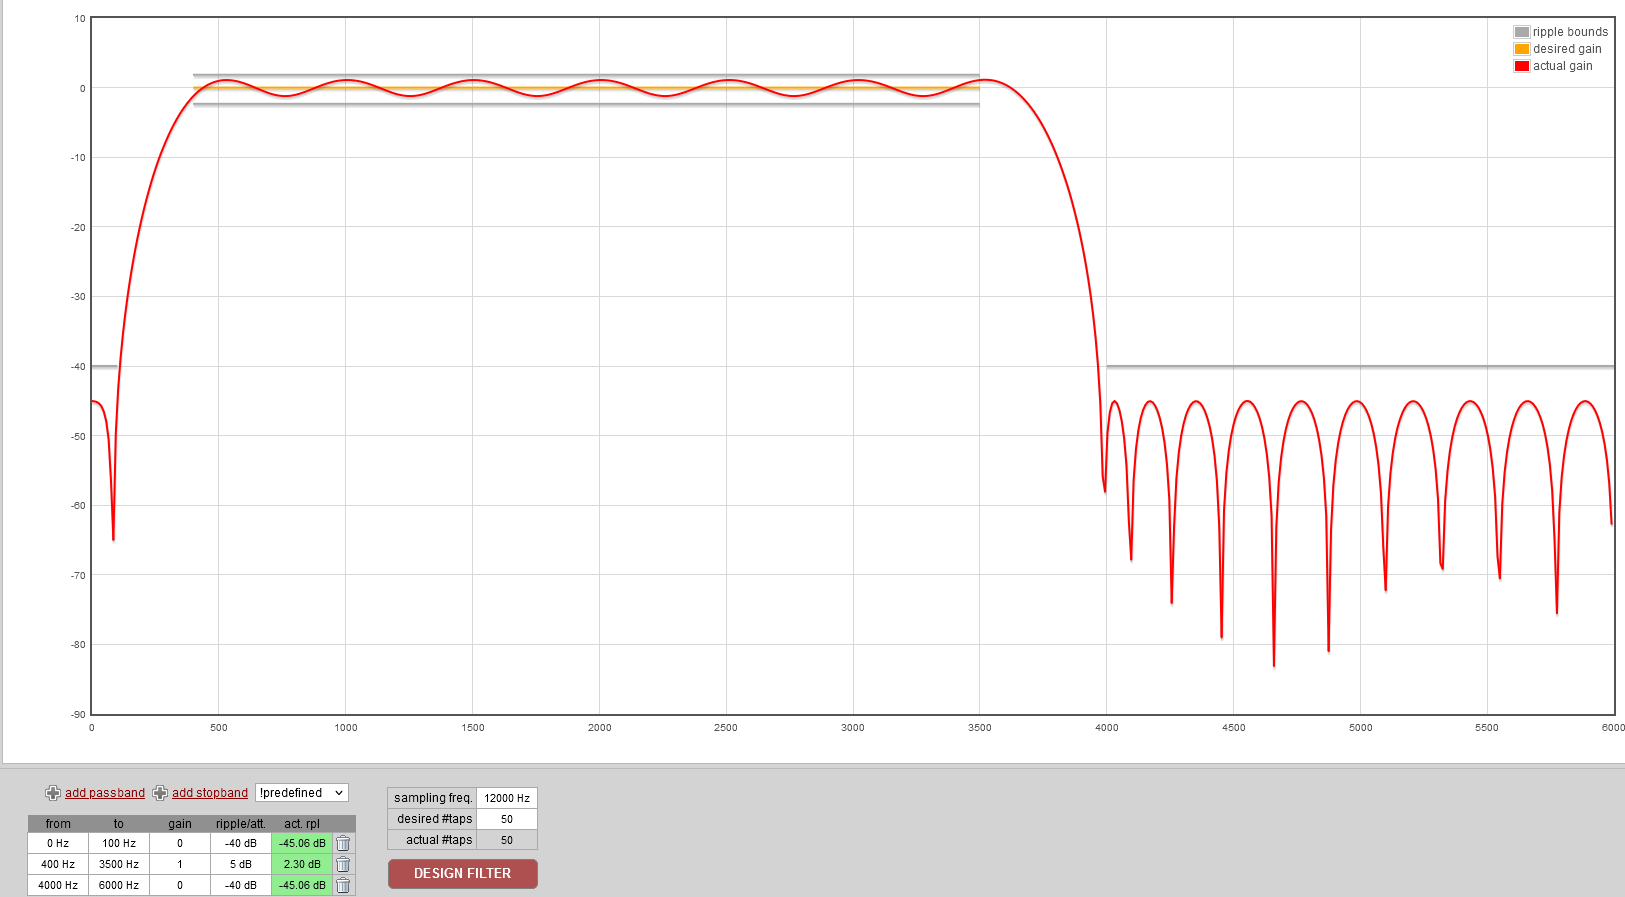 10
ripple bounds
desired gain
actual gain
0
-10
-20
-30
-40
-50
-60
-70
-80
-90
0 500 1000 1500 2000 2500 3000 3500 4000 4500 5000 5500 6000
add passband add stopband !predefined
from to gain ripple/att. act. rpl
0 Hz 100 Hz 0 -40 dB -45.06 dB
400 Hz 3500 Hz 1 5 dB 2.30 dB
4000 Hz 6000 Hz 0 -40 dB -45.06 dB
sampling freq. 12000 Hz
desired #taps 50
actual #taps 50
DESIGN FILTER